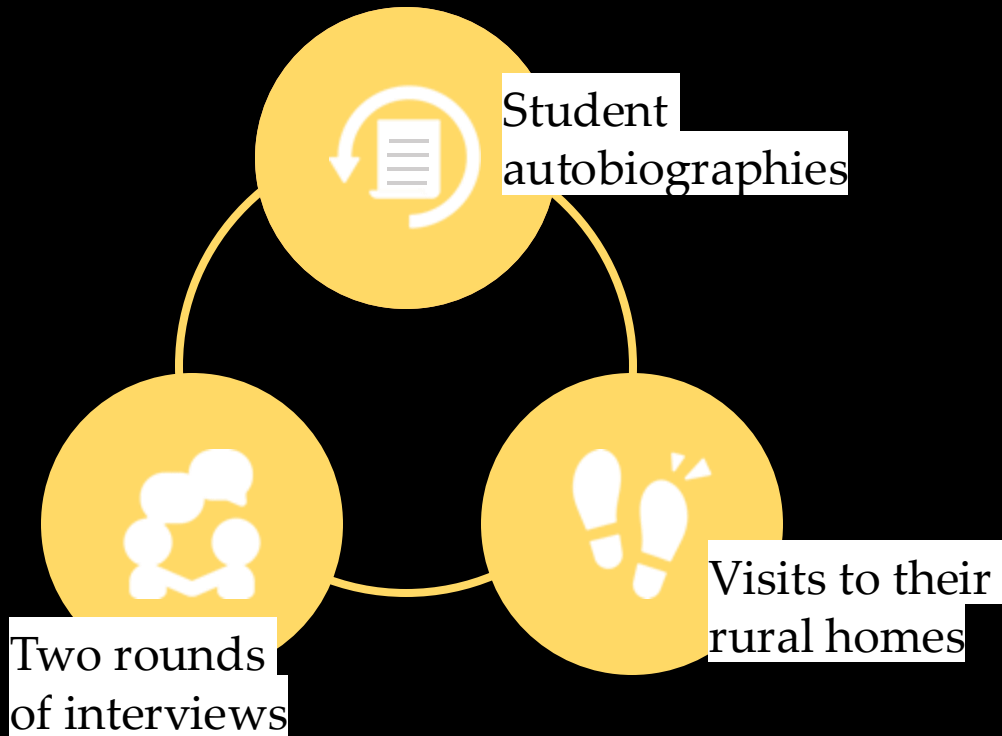 Student
autobiographies
Visits to their
rural homes
Two rounds
of interviews